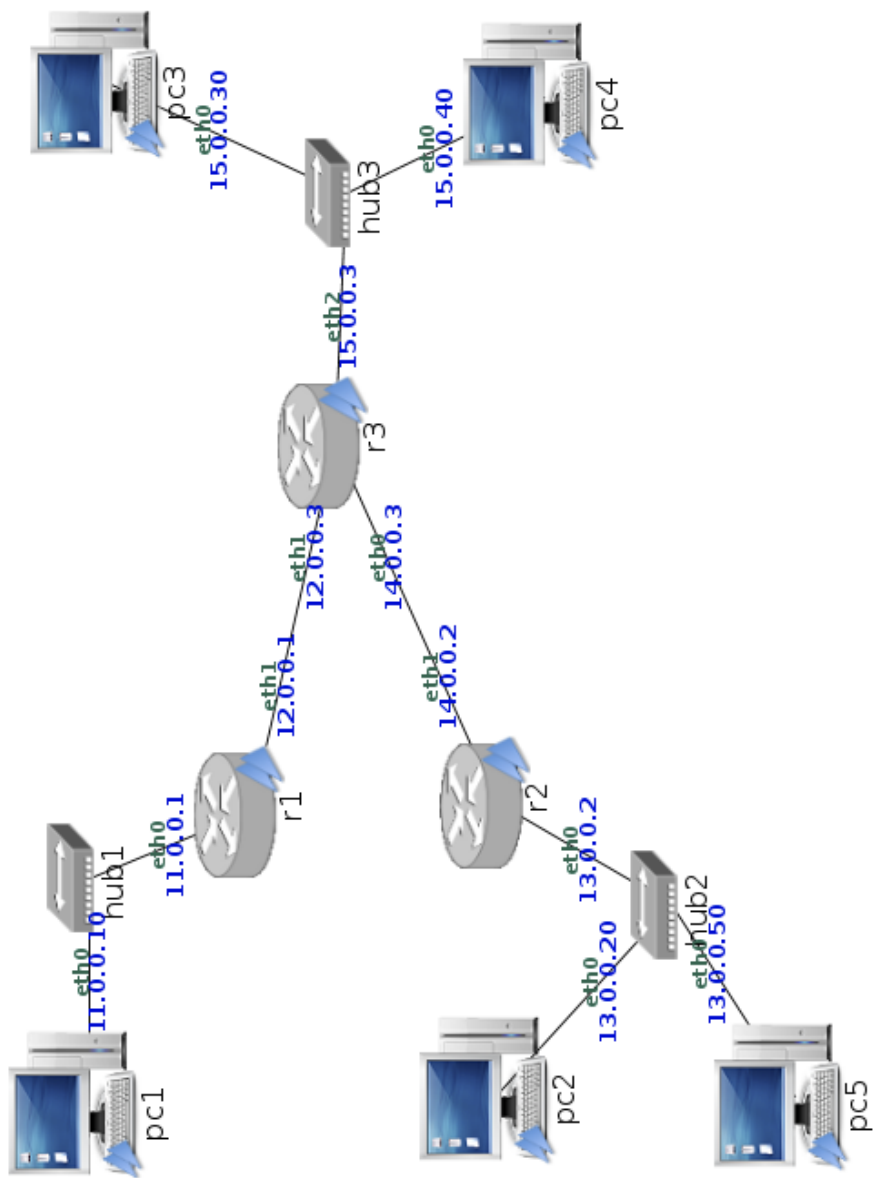 pc3
eth0
15.0.0.30
pc4
eth0
15.0.0.40
hub3
eth2
15.0.0.3
r3
eth1
12.0.0.3
eth0
14.0.0.3
eth1
12.0.0.1
eth1
14.0.0.2
r1
r2
eth0
11.0.0.1
eth0
13.0.0.2
hub1
hub2
eth0
11.0.0.10
eth0
13.0.0.20
eth0
13.0.0.50
pc1
pc2
pc5